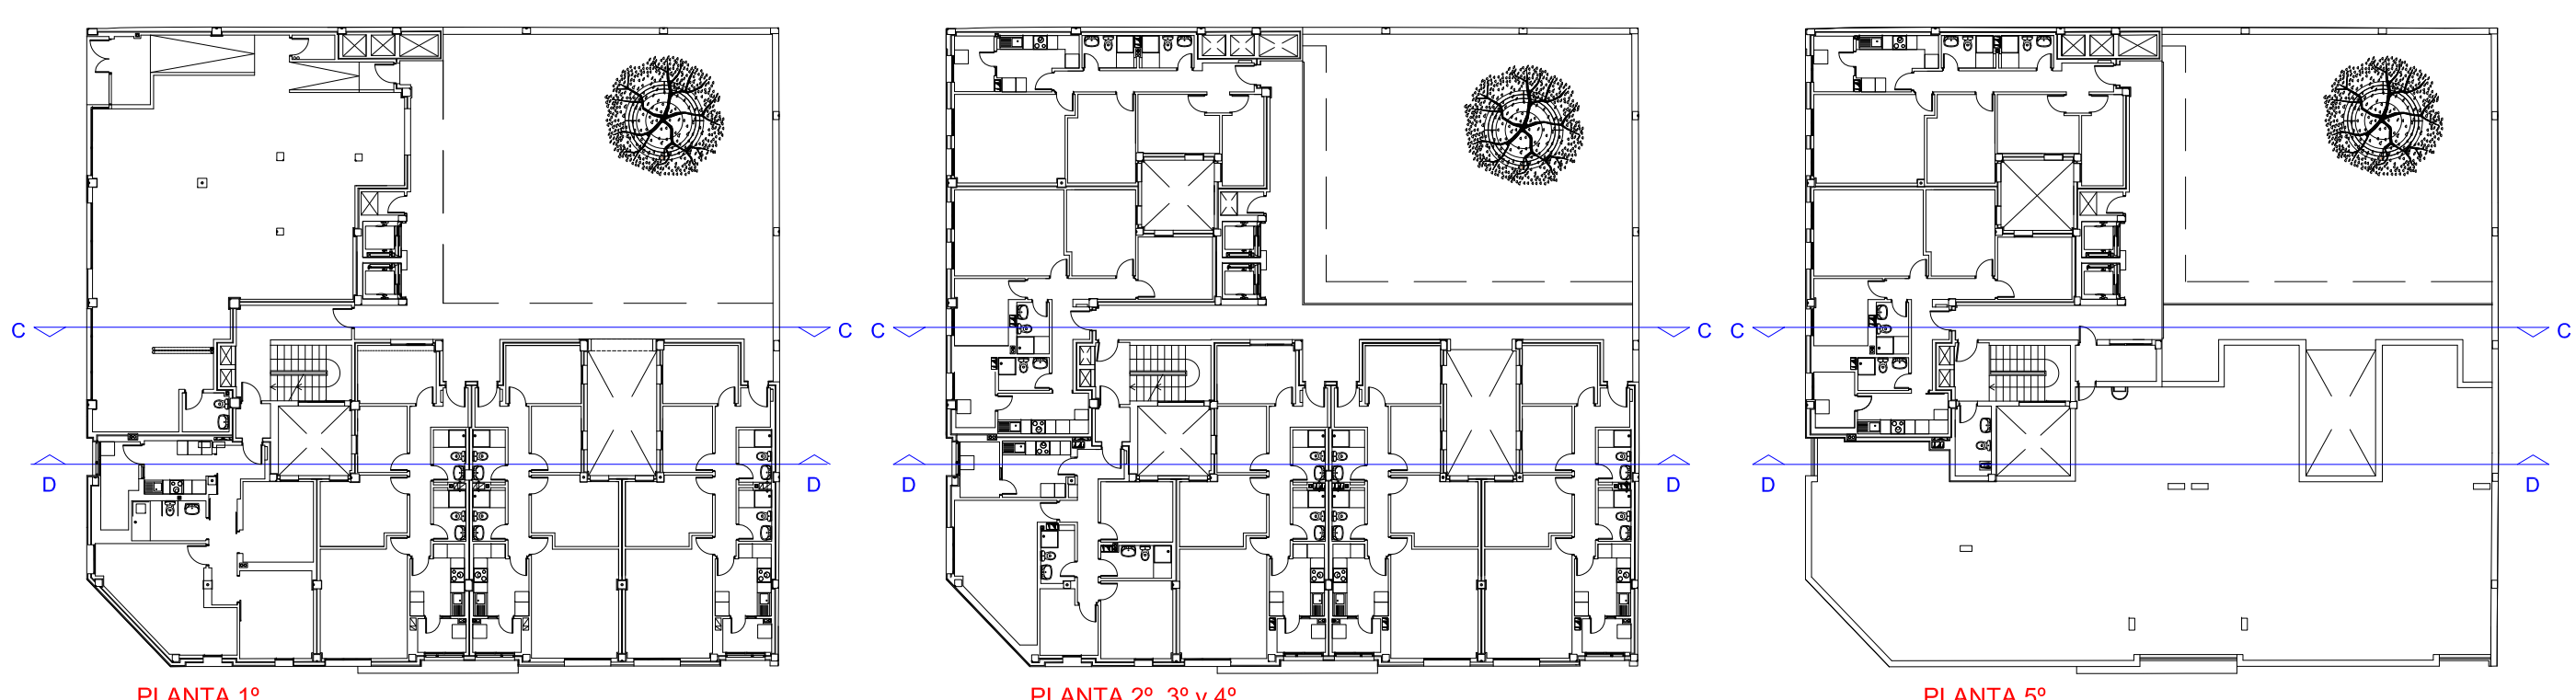 C C C C C C
D D D D D D
PLANTA 1º PLANTA 2º, 3º y 4º PLANTA 5º